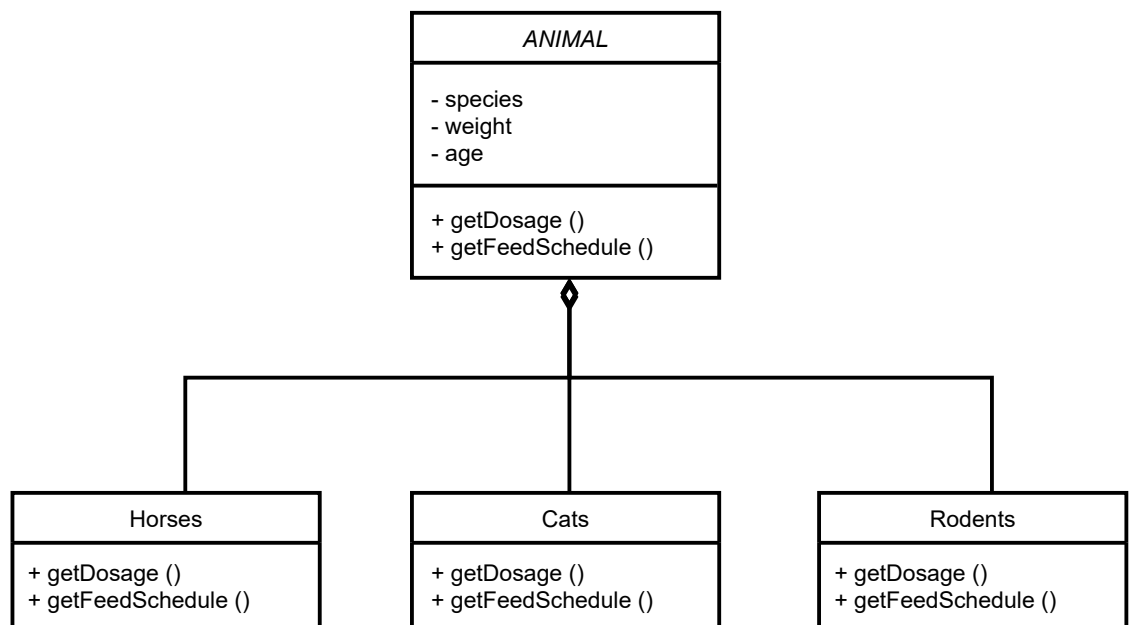 ANIMAL
- species
- weight
- age
+ getDosage ()
+ getFeedSchedule ()
Horses
+ getDosage ()
+ getFeedSchedule ()
Cats
+ getDosage ()
+ getFeedSchedule ()
Rodents
+ getDosage ()
+ getFeedSchedule ()